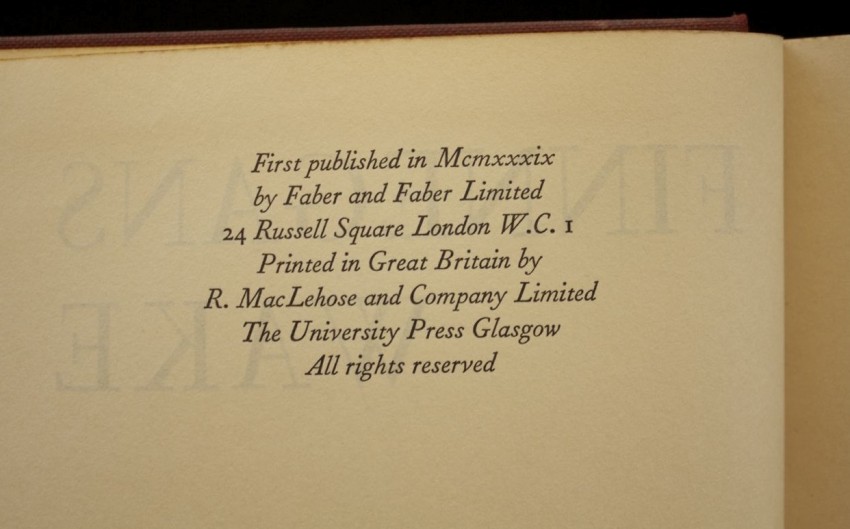 First published in Mcmxxxix
by Faber and Faber Limited
24 Russell Square London W.C. 1
Printed in Great Britain by
R. MacLehose and Company Limited
The University Press Glasgow
All rights reserved